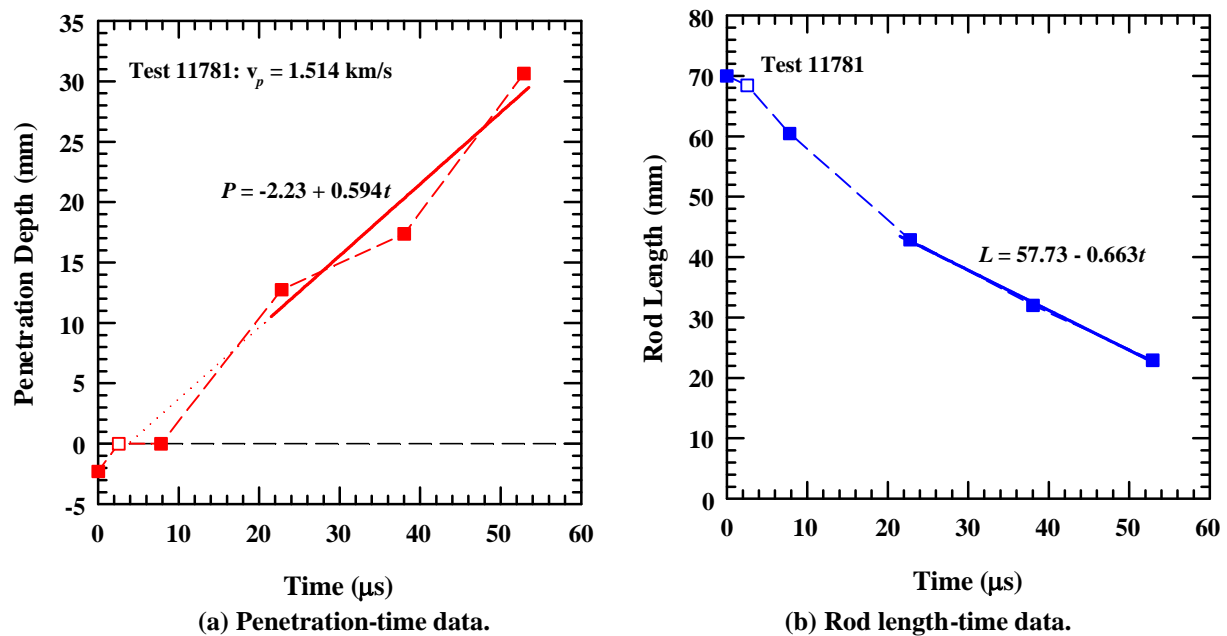 35
30
25
20
15
10
5
0
-5
Penetration Depth (mm)
Test 11781: vp = 1.514 km/s
P = -2.23 + 0.594t
0 10 20 30 40 50 60
Time (μs)
(a) Penetration-time data.
80
70
60
50
40
30
20
10
0
Rod Length (mm)
Test 11781
L = 57.73 - 0.663t
0 10 20 30 40 50 60
Time (μs)
(b) Rod length-time data.